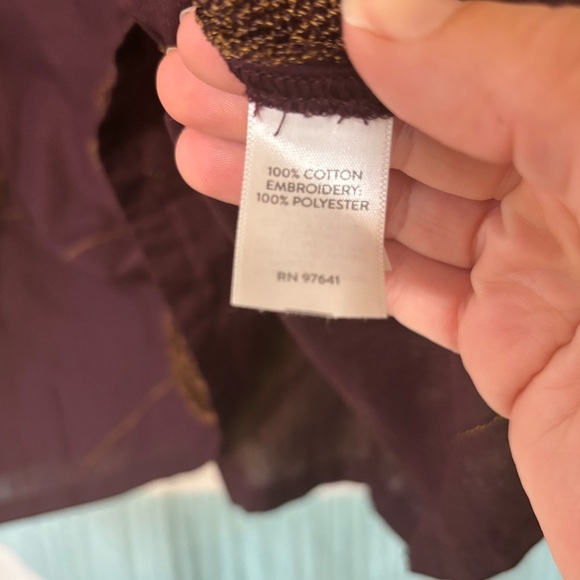 100% COTTON
EMBROIDERY:
100% POLYESTER
RN 97641